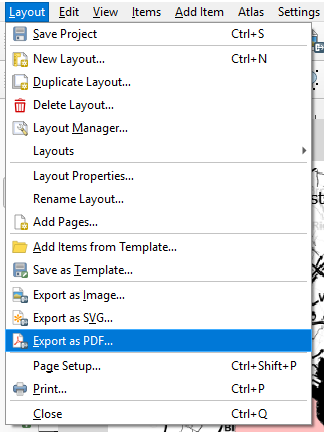 Layout Edit View Items Add Item Atlas Settings
Save Project Ctrl+S
New Layout... Ctrl+N
Duplicate Layout...
Delete Layout...
Layout Manager...
Layouts
Layout Properties...
Rename Layout...
Add Pages...
Add Items from Template...
Save as Template...
Export as Image...
Export as SVG...
Export as PDF...
Page Setup... Ctrl+Shift+P
Print... Ctrl+P
Close Ctrl+Q